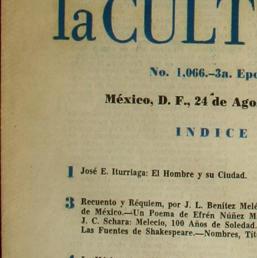 la CULT
No. 1,066.—3a. Epo
México, D. F., 24 de Ago
INDICE
1 José E. Iturriaga: El Hombre y su Ciudad.
3 Recuento y Réquiem, por J. L. Benítez Melé
de México.—Un Poema de Efrén Núñez M
J. C. Schara: Melecio, 100 Años de Soledad.
Las Fuentes de Shakespeare.—Nombres, Tít